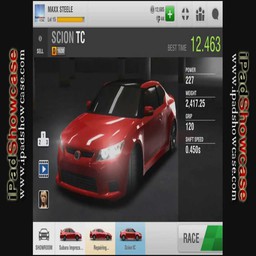 MAXX STEELE
SCION TC
BEST TIME 12.463
SELL
POWER
227
WEIGHT
2,417.25
GRIP
120
SHIFT SPEED
0.450s
SHOWROOM
Subaru Impreza...
Repairing...
Scion tC
RACE
iPadShowcase
www.ipadshowcase.com
iPadShowcase
www.ipadshowcase.com